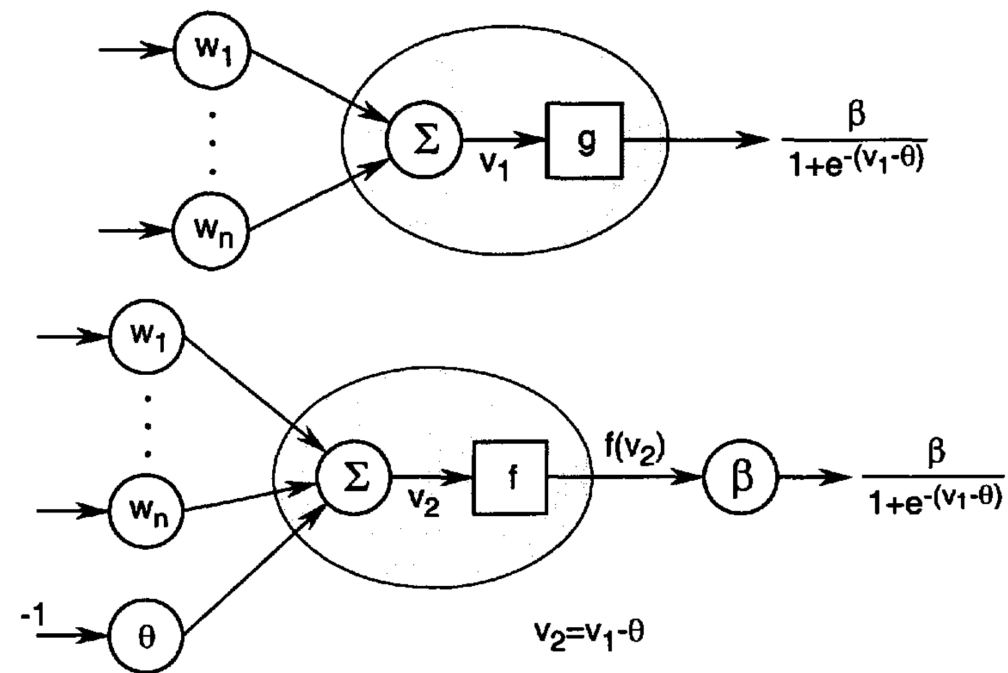 w₁
Σ
v₁
g
β
1+e^-(v₁-θ)
wₙ
w₁
Σ
v₂
f
f(v₂)
β
β
1+e^-(v₁-θ)
wₙ
-1
θ
v₂=v₁-θ